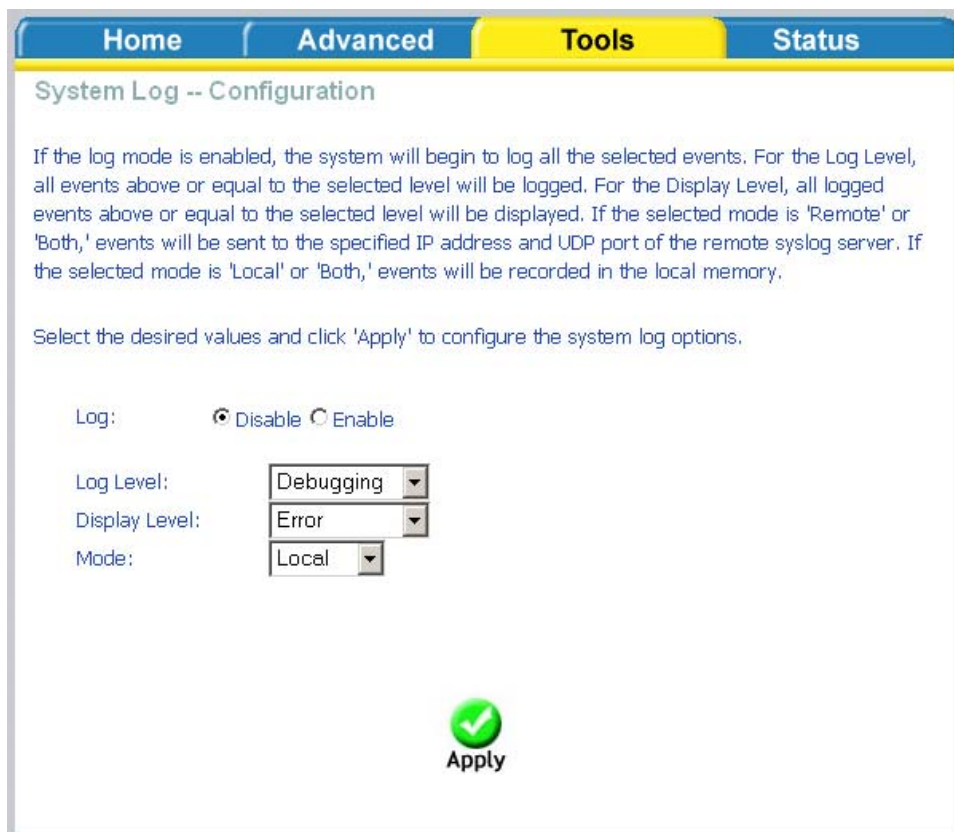 Home Advanced Tools Status
System Log -- Configuration
If the log mode is enabled, the system will begin to log all the selected events. For the Log Level,
all events above or equal to the selected level will be logged. For the Display Level, all logged
events above or equal to the selected level will be displayed. If the selected mode is 'Remote' or
'Both,' events will be sent to the specified IP address and UDP port of the remote syslog server. If
the selected mode is 'Local' or 'Both,' events will be recorded in the local memory.
Select the desired values and click 'Apply' to configure the system log options.
Log: Disable Enable
Log Level: Debugging
Display Level: Error
Mode: Local
Apply